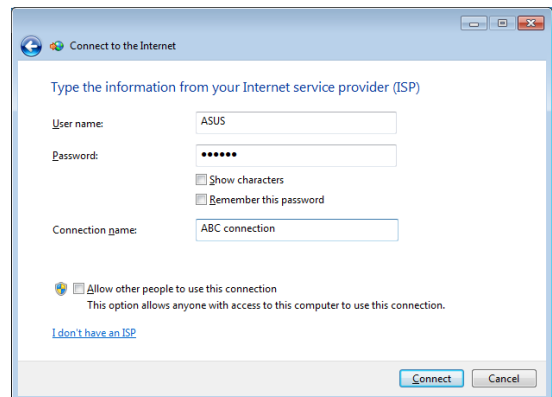 Connect to the Internet
Type the information from your Internet service provider (ISP)
User name: ASUS
Password: ••••••
Show characters
Remember this password
Connection name: ABC connection
Allow other people to use this connection
This option allows anyone with access to this computer to use this connection.
I don't have an ISP
Connect Cancel